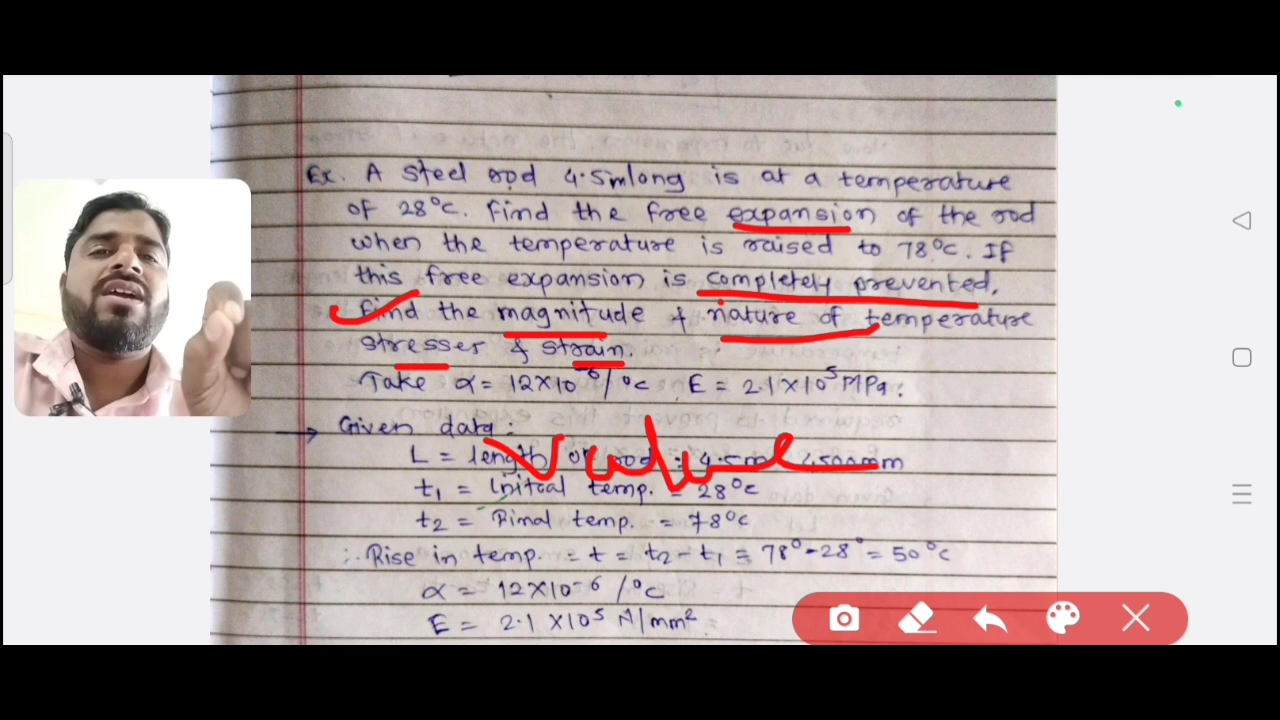 Ex. A steel rod 4.5m long is at a temperature
of 28°c. Find the free expansion of the rod
when the temperature is raised to 78°c. If
this free expansion is completely prevented,
find the magnitude & nature of temperature
stresses & strain.
Take α = 12×10⁻⁶/°c , E = 2.1×10⁵ MPa.
→ Given data:
L = length of rod = 4.5m = 4500mm
t₁ = Initial temp. = 28°c
t₂ = Final temp. = 78°c
∴ Rise in temp. = t = t₂ - t₁ = 78° - 28° = 50°c
α = 12×10⁻⁶ /°c
E = 2.1 ×10⁵ N/mm²
Value